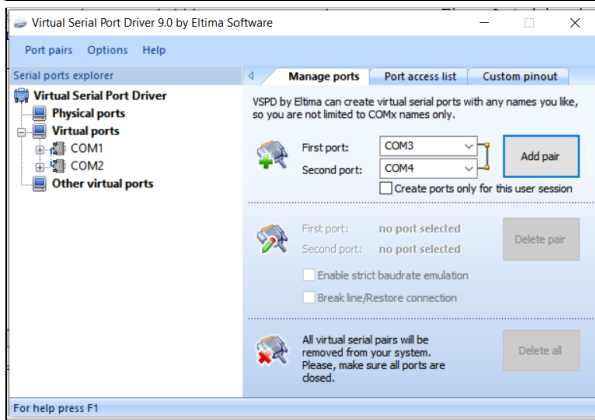 Virtual Serial Port Driver 9.0 by Eltima Software
Port pairs Options Help
Serial ports explorer
Virtual Serial Port Driver
Physical ports
Virtual ports
COM1
COM2
Other virtual ports
Manage ports Port access list Custom pinout
VSPD by Eltima can create virtual serial ports with any names you like,
so you are not limited to COMx names only.
First port: COM3
Second port: COM4
Add pair
Create ports only for this user session
First port: no port selected
Second port: no port selected
Delete pair
Enable strict baudrate emulation
Break line/Restore connection
All virtual serial pairs will be
removed from your system.
Please, make sure all ports are
closed.
Delete all
For help press F1